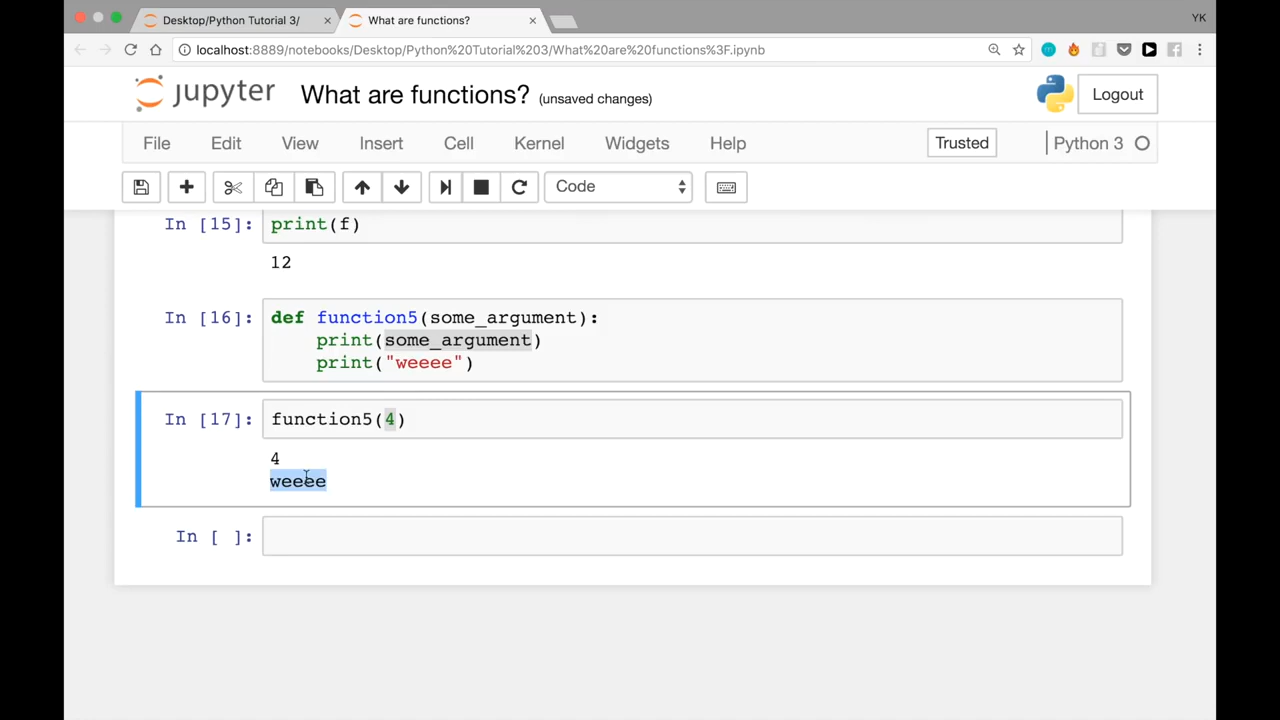 Desktop/Python Tutorial 3/
What are functions?
YK
localhost:8889/notebooks/Desktop/Python%20Tutorial%203/What%20are%20functions%3F.ipynb
jupyter What are functions? (unsaved changes)
Logout
File Edit View Insert Cell Kernel Widgets Help
Trusted
Python 3
Code
In [15]: print(f)
12
In [16]: def function5(some_argument):
print(some_argument)
print("weeee")
In [17]: function5(4)
4
weeee
In [ ]: